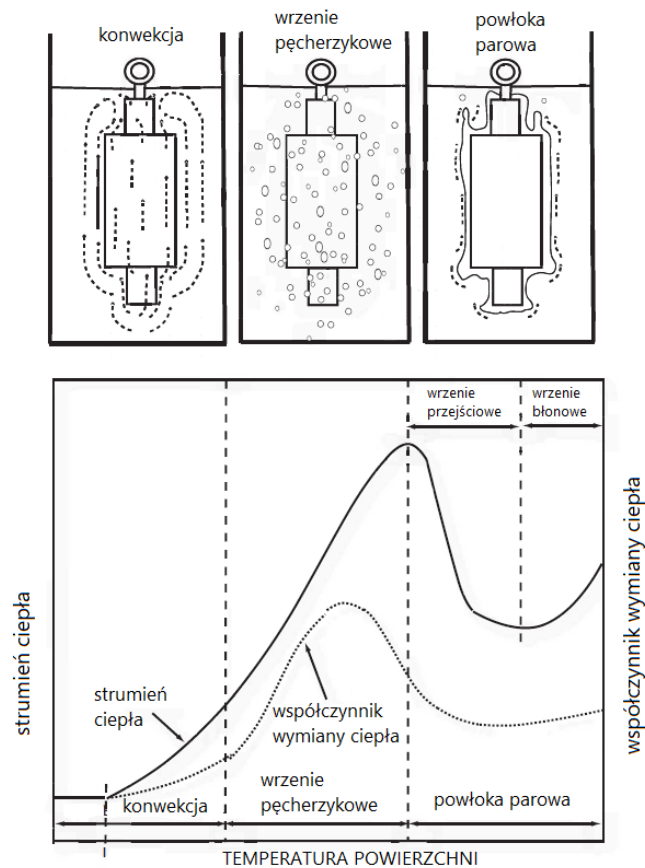 konwekcja
wrzenie
pęcherzykowe
powłoka
parowa
wrzenie
przejściowe
wrzenie
błonowe
strumień ciepła
współczynnik wymiany ciepła
strumień
ciepła
współczynnik
wymiany ciepła
konwekcja
wrzenie
pęcherzykowe
powłoka parowa
TEMPERATURA POWIERZCHNI